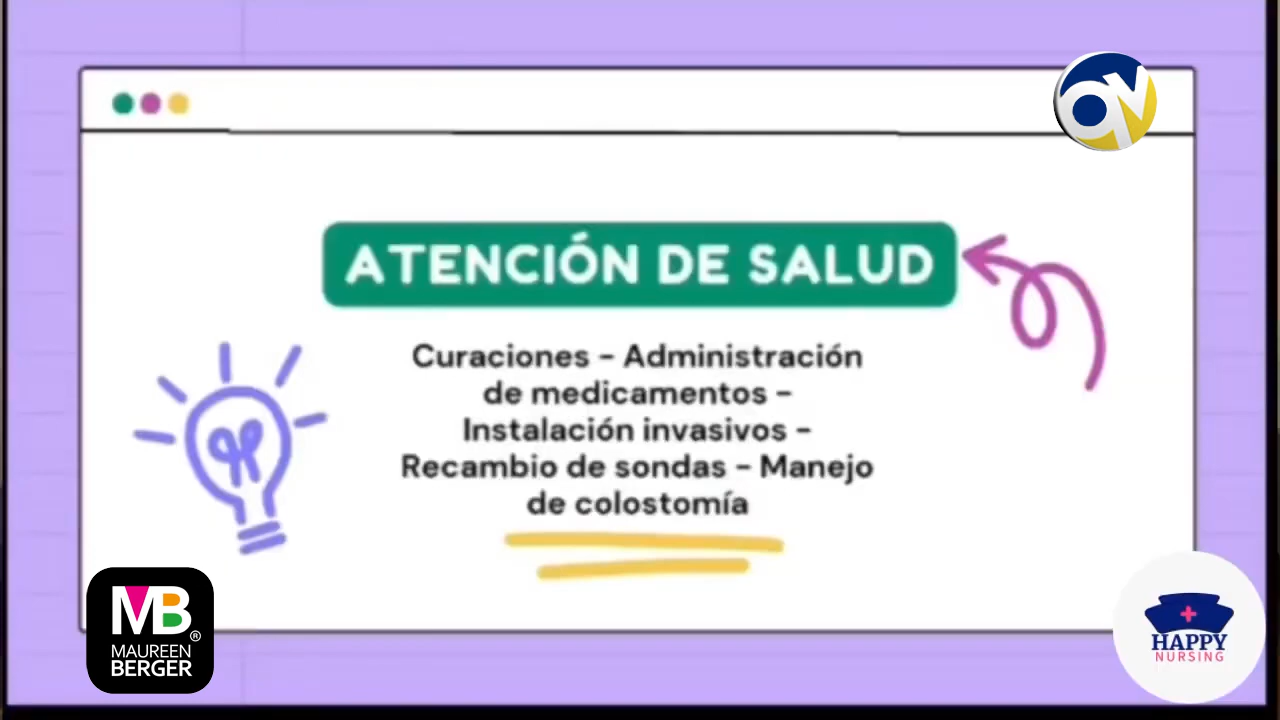 ATENCIÓN DE SALUD
Curaciones - Administración
de medicamentos -
Instalación invasivos -
Recambio de sondas - Manejo
de colostomía
MB®
MAUREEN
BERGER
HAPPY
NURSING